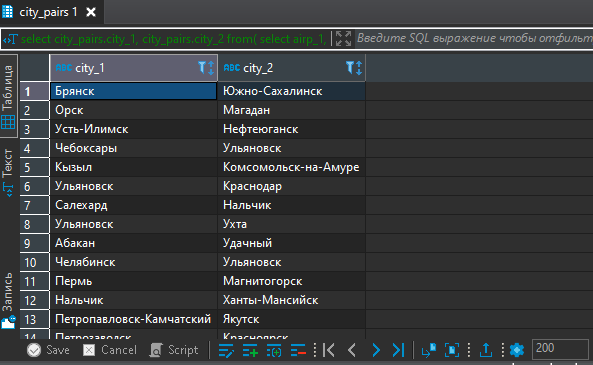 city_pairs 1
select city_pairs.city_1, city_pairs.city_2 from( select airp_1, Введите SQL выражение чтобы отфильт
ABC city_1 ABC city_2
1 Брянск Южно-Сахалинск
2 Орск Магадан
3 Усть-Илимск Нефтеюганск
4 Чебоксары Ульяновск
5 Кызыл Комсомольск-на-Амуре
6 Ульяновск Краснодар
7 Салехард Нальчик
8 Ульяновск Ухта
9 Абакан Удачный
10 Челябинск Ульяновск
11 Пермь Магнитогорск
12 Нальчик Ханты-Мансийск
13 Петропавловск-Камчатский Якутск
14 Петрозаводск Красноярск
Таблица
Текст
Запись
Save Cancel Script 200